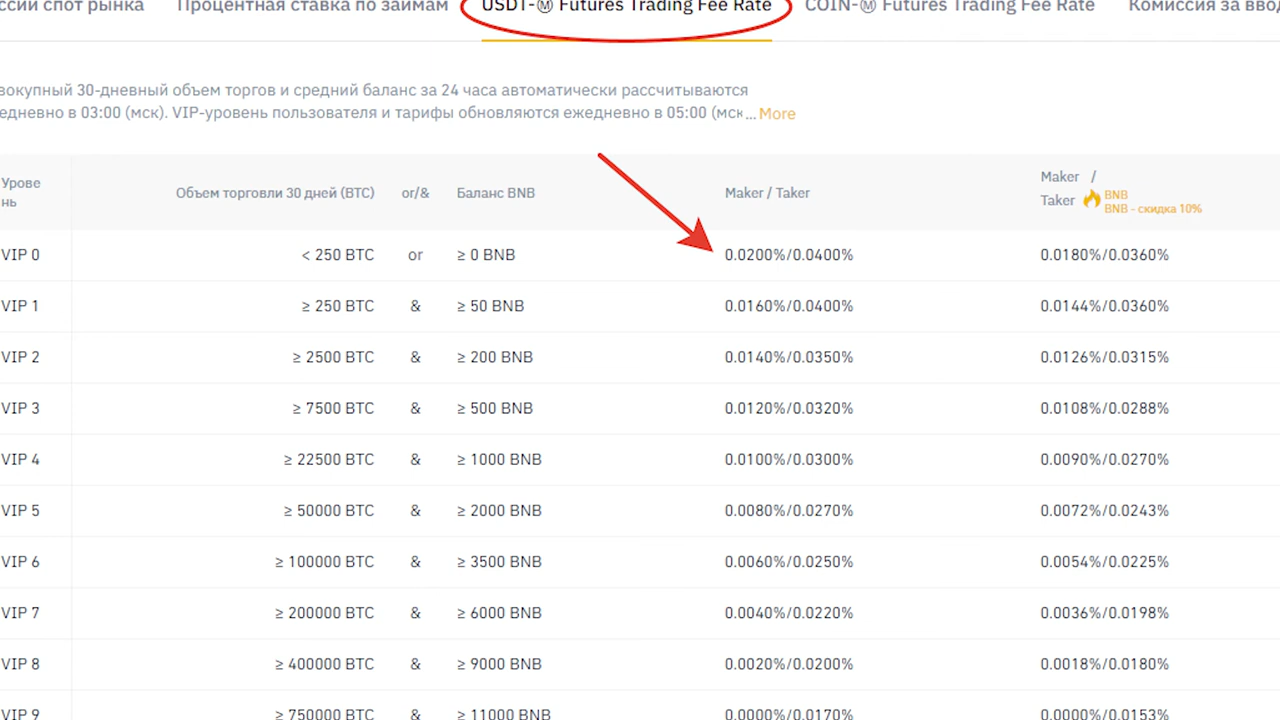 ссии спот рынка Процентная ставка по займам USDT-Ⓜ Futures Trading Fee Rate COIN-Ⓜ Futures Trading Fee Rate Комиссия за ввод
вокупный 30-дневный объем торгов и средний баланс за 24 часа автоматически рассчитываются
едневно в 03:00 (мск). VIP-уровень пользователя и тарифы обновляются ежедневно в 05:00 (мск... More
Урове
нь
Объем торговли 30 дней (BTC) or/& Баланс BNB Maker / Taker
Maker /
Taker BNB
BNB - скидка 10%
VIP 0 < 250 BTC or ≥ 0 BNB 0.0200%/0.0400% 0.0180%/0.0360%
VIP 1 ≥ 250 BTC & ≥ 50 BNB 0.0160%/0.0400% 0.0144%/0.0360%
VIP 2 ≥ 2500 BTC & ≥ 200 BNB 0.0140%/0.0350% 0.0126%/0.0315%
VIP 3 ≥ 7500 BTC & ≥ 500 BNB 0.0120%/0.0320% 0.0108%/0.0288%
VIP 4 ≥ 22500 BTC & ≥ 1000 BNB 0.0100%/0.0300% 0.0090%/0.0270%
VIP 5 ≥ 50000 BTC & ≥ 2000 BNB 0.0080%/0.0270% 0.0072%/0.0243%
VIP 6 ≥ 100000 BTC & ≥ 3500 BNB 0.0060%/0.0250% 0.0054%/0.0225%
VIP 7 ≥ 200000 BTC & ≥ 6000 BNB 0.0040%/0.0220% 0.0036%/0.0198%
VIP 8 ≥ 400000 BTC & ≥ 9000 BNB 0.0020%/0.0200% 0.0018%/0.0180%
VIP 9 ≥ 750000 BTC & ≥ 11000 BNB 0.0000%/0.0170% 0.0000%/0.0153%